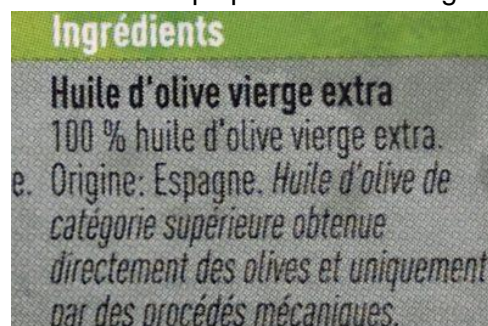 Ingrédients
Huile d'olive vierge extra
100 % huile d'olive vierge extra.
e. Origine: Espagne. Huile d'olive de
catégorie supérieure obtenue
directement des olives et uniquement
par des procédés mécaniques.